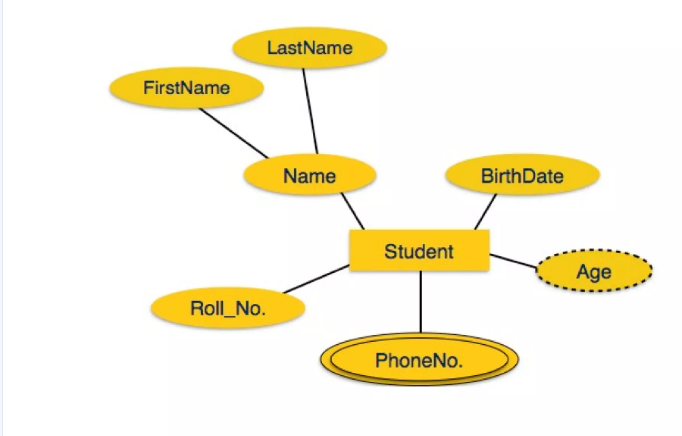 LastName
FirstName
Name
BirthDate
Student
Age
Roll_No.
PhoneNo.